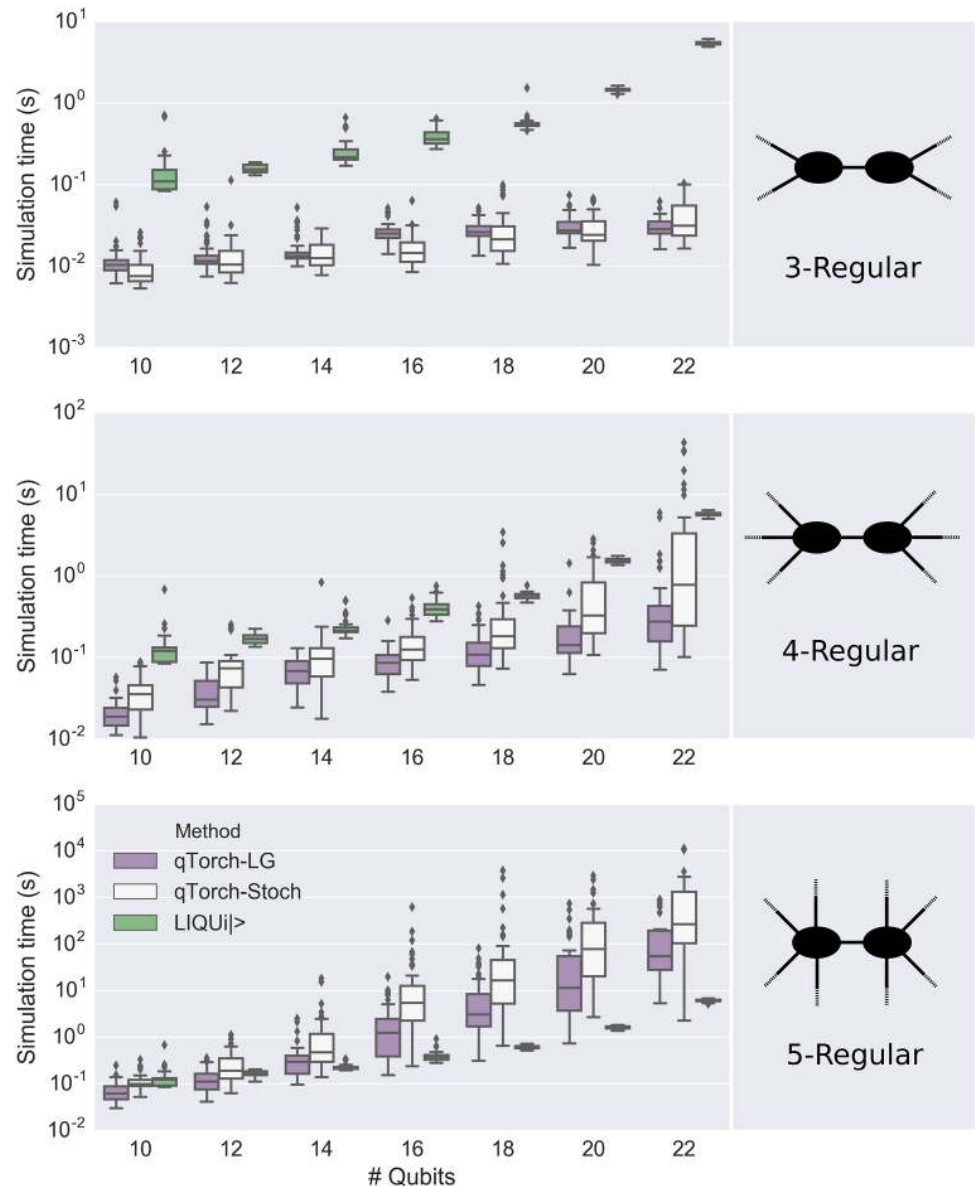 10^1
10^0
10^-1
10^-2
10^-3
Simulation time (s)
10 12 14 16 18 20 22
3-Regular
10^2
10^1
10^0
10^-1
10^-2
Simulation time (s)
10 12 14 16 18 20 22
4-Regular
10^5
10^4
10^3
10^2
10^1
10^0
10^-1
10^-2
Simulation time (s)
Method
qTorch-LG
qTorch-Stoch
LIQUi|>
10 12 14 16 18 20 22
# Qubits
5-Regular